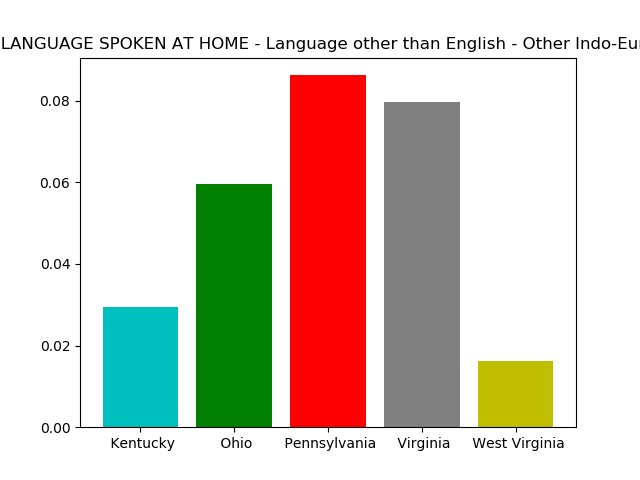 LANGUAGE SPOKEN AT HOME - Language other than English - Other Indo-Eur
0.08
0.06
0.04
0.02
0.00
Kentucky Ohio Pennsylvania Virginia West Virginia